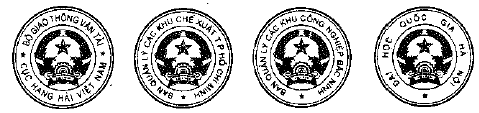 BỘ GIAO THÔNG VẬN TẢI
CỤC HÀNG HẢI VIỆT NAM
BAN QUẢN LÝ CÁC KHU CHẾ XUẤT T.P HỒ CHÍ MINH
BAN QUẢN LÝ CÁC KHU CÔNG NGHIỆP BẮC NINH
ĐẠI HỌC QUỐC GIA HÀ NỘI